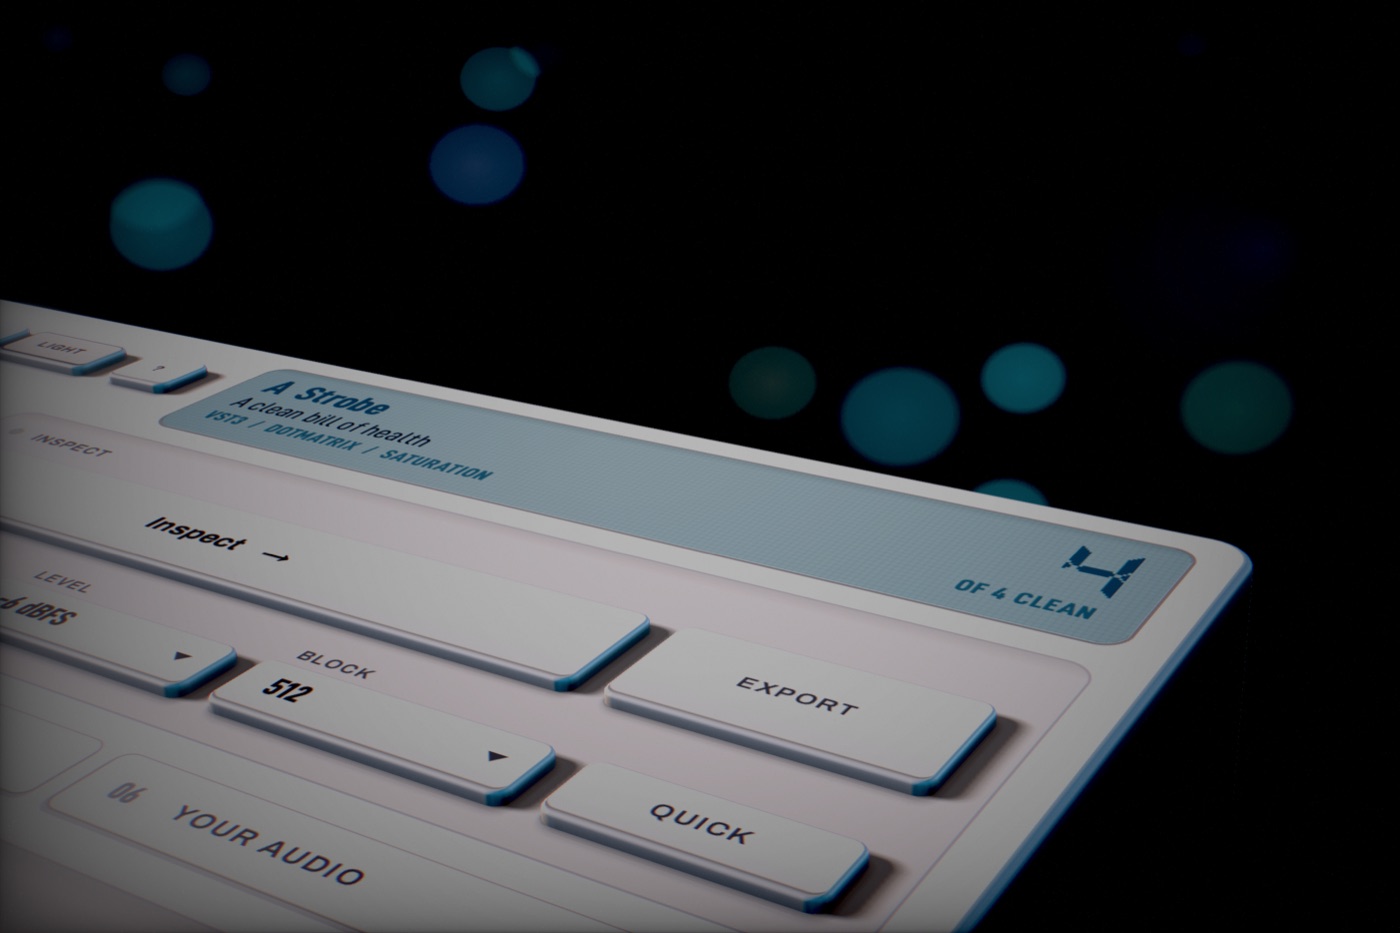 LIGHT
?
A Strobe
A clean bill of health
VST3 / DOTMATRIX / SATURATION
4
OF 4 CLEAN
INSPECT
Inspect →
EXPORT
LEVEL
-6 dBFS
BLOCK
512
QUICK
06 YOUR AUDIO